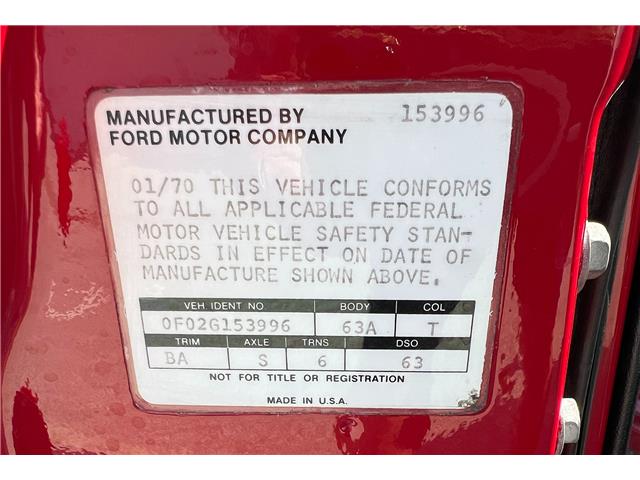 MANUFACTURED BY 153996
FORD MOTOR COMPANY
01/70 THIS VEHICLE CONFORMS
TO ALL APPLICABLE FEDERAL
MOTOR VEHICLE SAFETY STAN-
DARDS IN EFFECT ON DATE OF
MANUFACTURE SHOWN ABOVE.
VEH IDENT NO BODY COL
0F02G153996 63A T
TRIM AXLE TRNS DSO
BA S 6 63
NOT FOR TITLE OR REGISTRATION
MADE IN U.S.A.